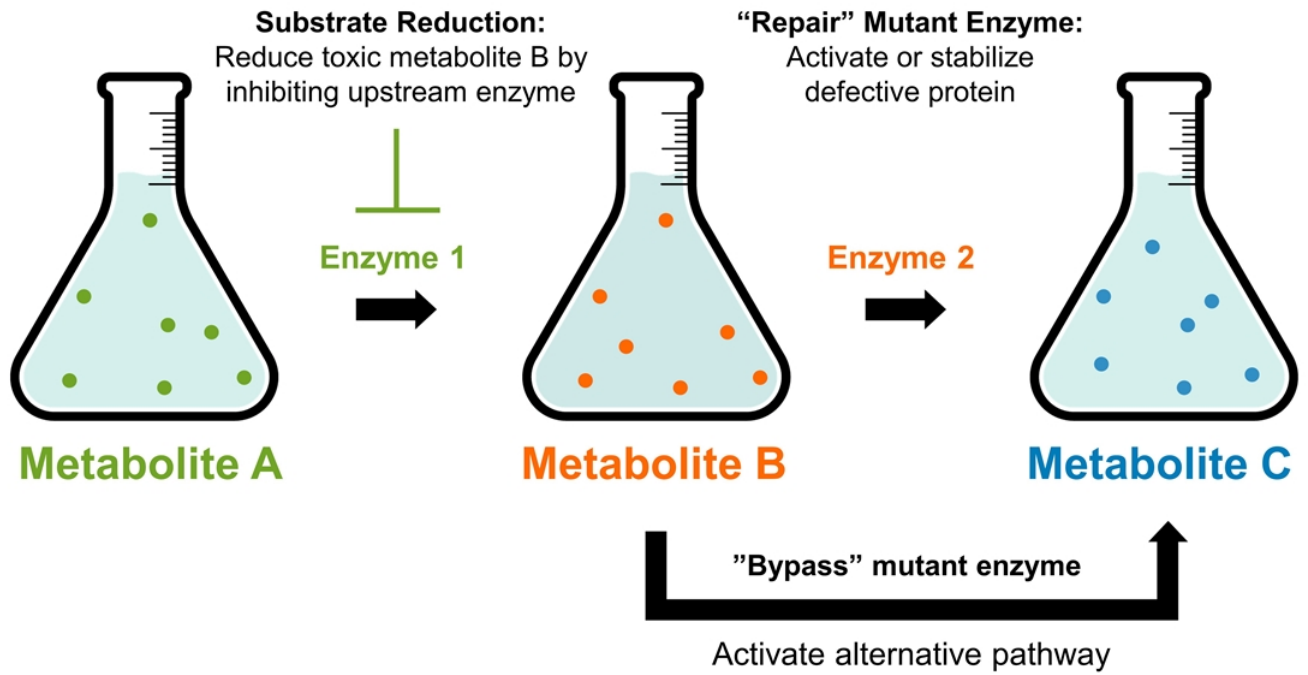 Substrate Reduction:
Reduce toxic metabolite B by
inhibiting upstream enzyme
“Repair” Mutant Enzyme:
Activate or stabilize
defective protein
Enzyme 1
Enzyme 2
Metabolite A
Metabolite B
Metabolite C
”Bypass” mutant enzyme
Activate alternative pathway